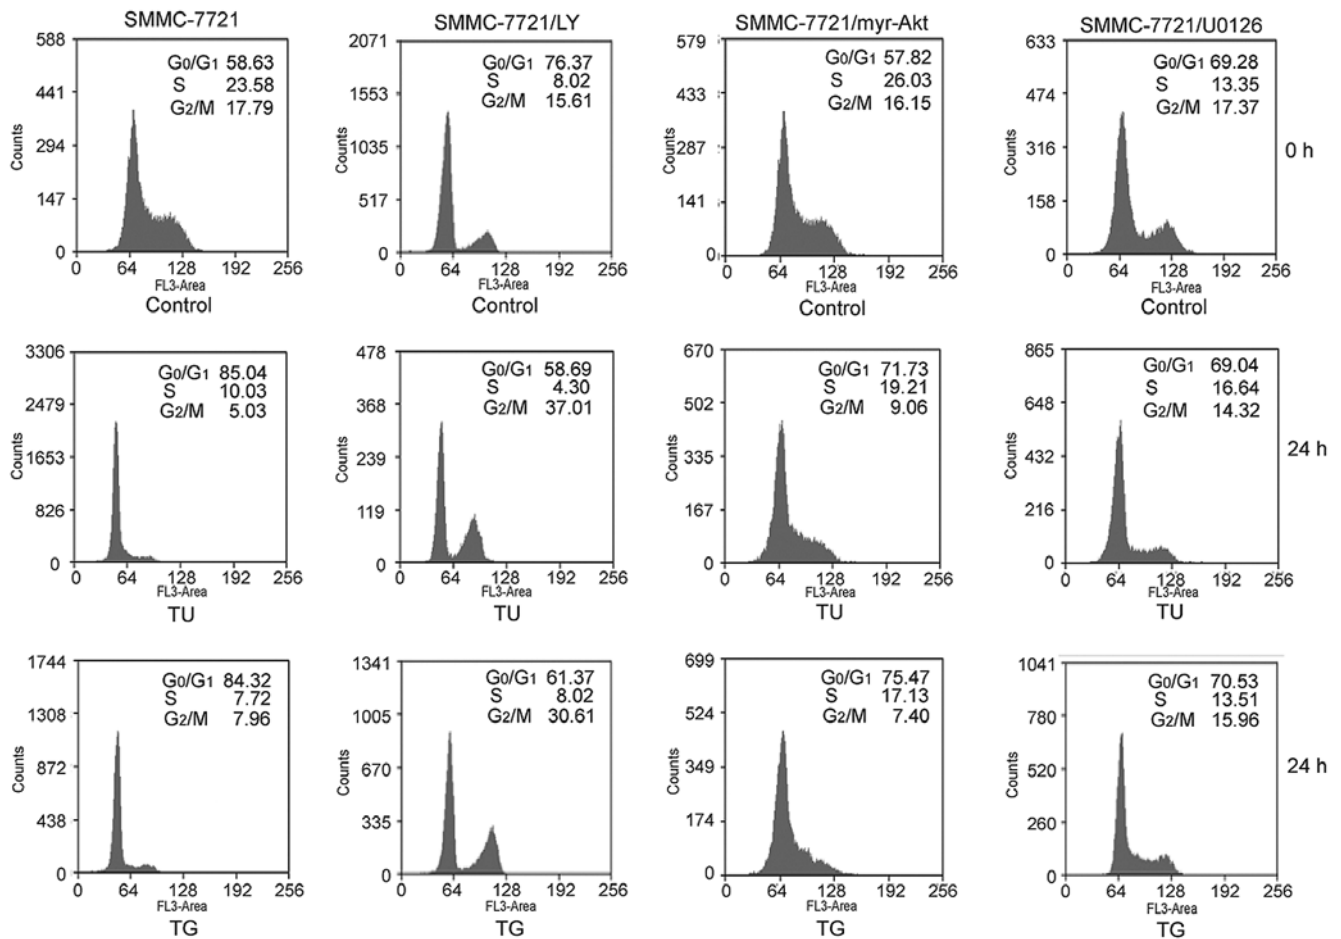 SMMC-7721
588
441
294
147
0
Counts
G0/G1 58.63
S 23.58
G2/M 17.79
0 64 128 192 256
FL3-Area
Control
SMMC-7721/LY
2071
1553
1035
517
0
Counts
G0/G1 76.37
S 8.02
G2/M 15.61
0 64 128 192 256
FL3-Area
Control
SMMC-7721/myr-Akt
579
433
287
141
0
Counts
G0/G1 57.82
S 26.03
G2/M 16.15
0 64 128 192 256
FL3-Area
Control
SMMC-7721/U0126
633
474
316
158
0
Counts
G0/G1 69.28
S 13.35
G2/M 17.37
0 64 128 192 256
FL3-Area
Control
0 h
3306
2479
1653
826
0
Counts
G0/G1 85.04
S 10.03
G2/M 5.03
0 64 128 192 256
FL3-Area
TU
478
368
239
119
0
Counts
G0/G1 58.69
S 4.30
G2/M 37.01
0 64 128 192 256
FL3-Area
TU
670
502
335
167
0
Counts
G0/G1 71.73
S 19.21
G2/M 9.06
0 64 128 192 256
FL3-Area
TU
865
648
432
216
0
Counts
G0/G1 69.04
S 16.64
G2/M 14.32
0 64 128 192 256
FL3-Area
TU
24 h
1744
1308
872
438
0
Counts
G0/G1 84.32
S 7.72
G2/M 7.96
0 64 128 192 256
FL3-Area
TG
1341
1005
670
335
0
Counts
G0/G1 61.37
S 8.02
G2/M 30.61
0 64 128 192 256
FL3-Area
TG
699
524
349
174
0
Counts
G0/G1 75.47
S 17.13
G2/M 7.40
0 64 128 192 256
FL3-Area
TG
1041
780
520
260
0
Counts
G0/G1 70.53
S 13.51
G2/M 15.96
0 64 128 192 256
FL3-Area
TG
24 h